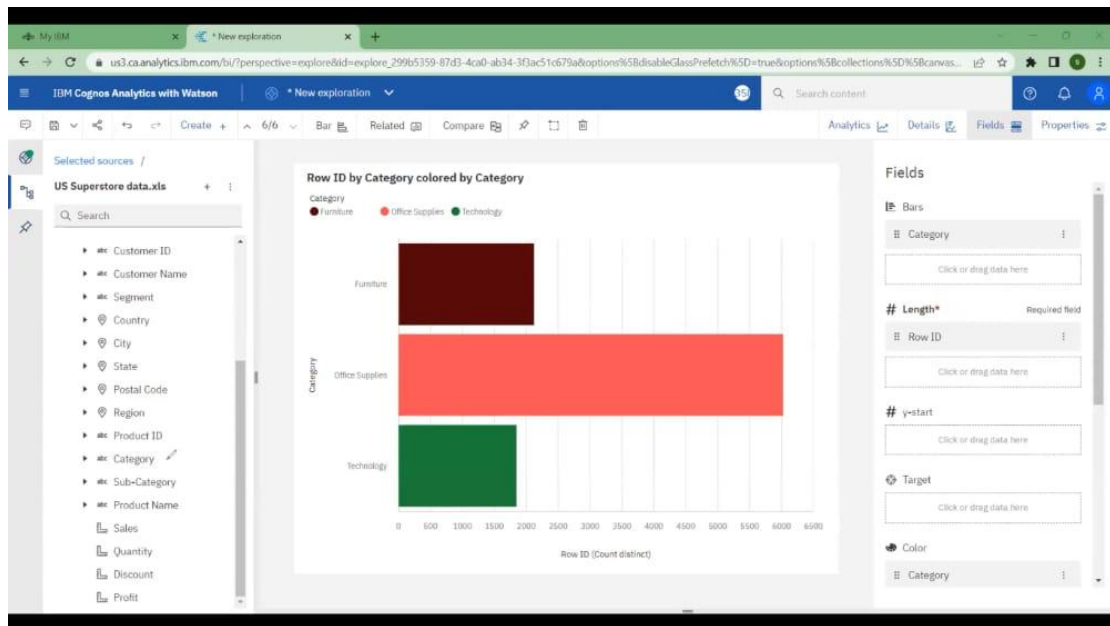 My IBM
* New exploration
us3.ca.analytics.ibm.com/bi/?perspective=explore&id=explore_299b5359-87d3-4ca0-ab34-3f3ac51c679a&options%5BdisableGlassPrefetch%5D=true&options%5Bcollections%5D%5Bcanvas...
IBM Cognos Analytics with Watson
* New exploration
Search content
Create +
6/6
Bar
Related
Compare
Analytics
Details
Fields
Properties
Selected sources /
US Superstore data.xls
Search
abc Customer ID
abc Customer Name
abc Segment
Country
City
State
Postal Code
Region
abc Product ID
abc Category
abc Sub-Category
abc Product Name
Sales
Quantity
Discount
Profit
Row ID by Category colored by Category
Category
Furniture Office Supplies Technology
Category
Furniture
Office Supplies
Technology
0 500 1000 1500 2000 2500 3000 3500 4000 4500 5000 5500 6000 6500
Row ID (Count distinct)
Fields
Bars
Category
Click or drag data here
# Length* Required field
Row ID
Click or drag data here
# y-start
Click or drag data here
Target
Click or drag data here
Color
Category